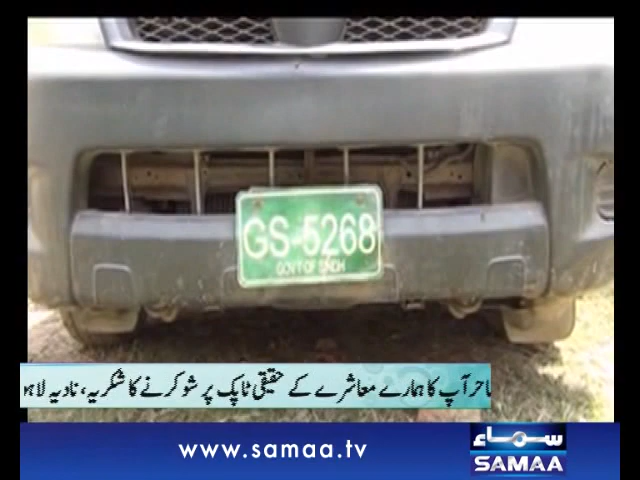 GS-5268
GOVT OF SINDH
ساحر آپ کا ہمارے معاشرے کے حقیقی ٹاپک پر شو کرنے کا شکریہ، نادیہ لاہو
www.samaa.tv
سماء
SAMAA